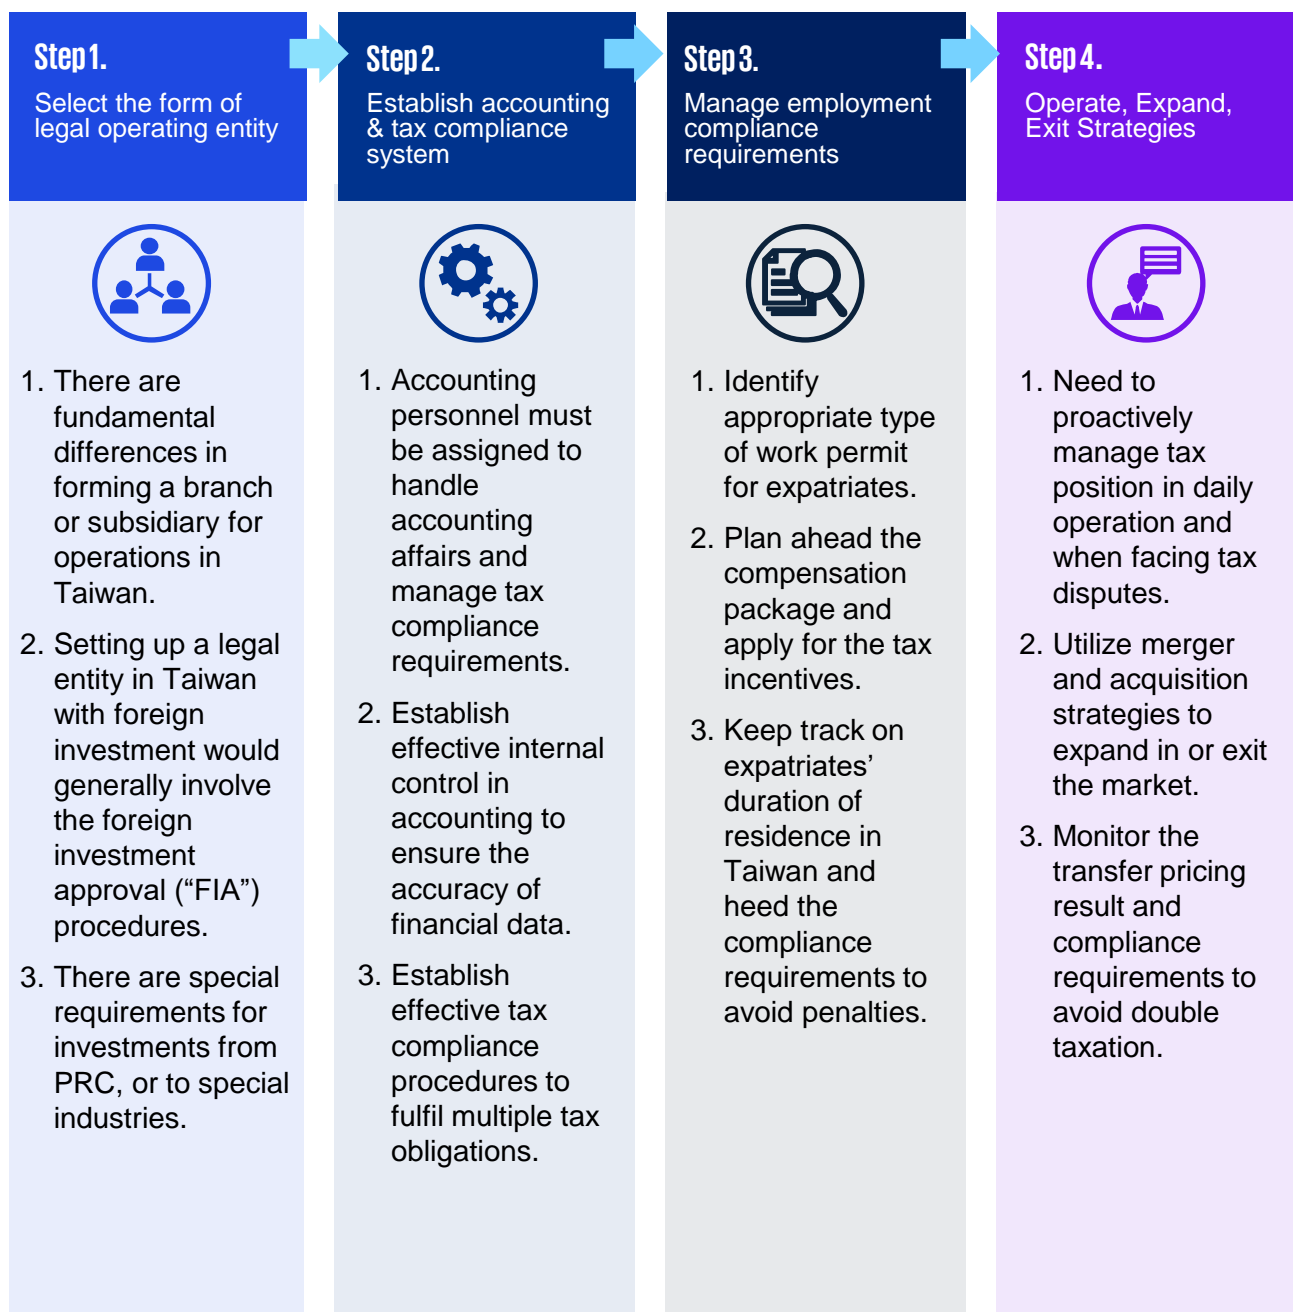 Step 1.
Select the form of
legal operating entity
1. There are
fundamental
differences in
forming a branch
or subsidiary for
operations in
Taiwan.
2. Setting up a legal
entity in Taiwan
with foreign
investment would
generally involve
the foreign
investment
approval (“FIA”)
procedures.
3. There are special
requirements for
investments from
PRC, or to special
industries.
Step 2.
Establish accounting
& tax compliance
system
1. Accounting
personnel must
be assigned to
handle
accounting
affairs and
manage tax
compliance
requirements.
2. Establish
effective internal
control in
accounting to
ensure the
accuracy of
financial data.
3. Establish
effective tax
compliance
procedures to
fulfil multiple tax
obligations.
Step 3.
Manage employment
compliance
requirements
1. Identify
appropriate type
of work permit
for expatriates.
2. Plan ahead the
compensation
package and
apply for the tax
incentives.
3. Keep track on
expatriates’
duration of
residence in
Taiwan and
heed the
compliance
requirements to
avoid penalties.
Step 4.
Operate, Expand,
Exit Strategies
1. Need to
proactively
manage tax
position in daily
operation and
when facing tax
disputes.
2. Utilize merger
and acquisition
strategies to
expand in or exit
the market.
3. Monitor the
transfer pricing
result and
compliance
requirements to
avoid double
taxation.